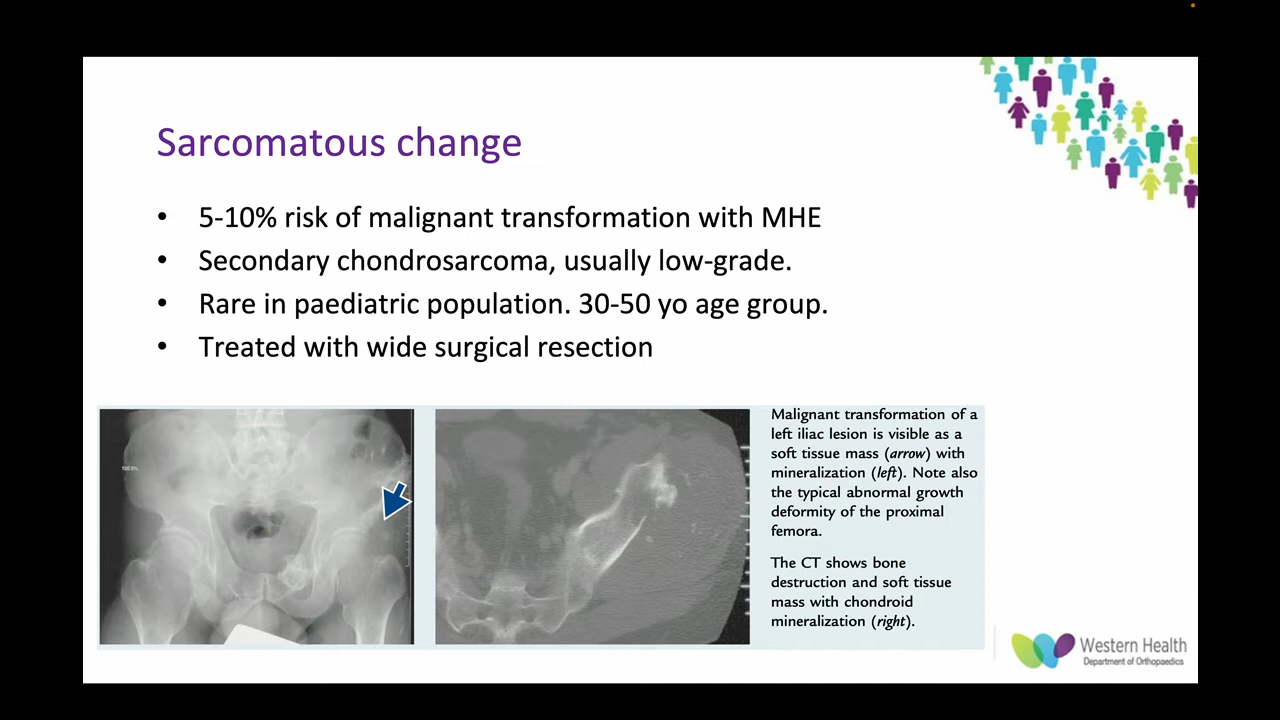 Sarcomatous change
• 5-10% risk of malignant transformation with MHE
• Secondary chondrosarcoma, usually low-grade.
• Rare in paediatric population. 30-50 yo age group.
• Treated with wide surgical resection
100.0%
Malignant transformation of a
left iliac lesion is visible as a
soft tissue mass (arrow) with
mineralization (left). Note also
the typical abnormal growth
deformity of the proximal
femora.
The CT shows bone
destruction and soft tissue
mass with chondroid
mineralization (right).
Western Health
Department of Orthopaedics